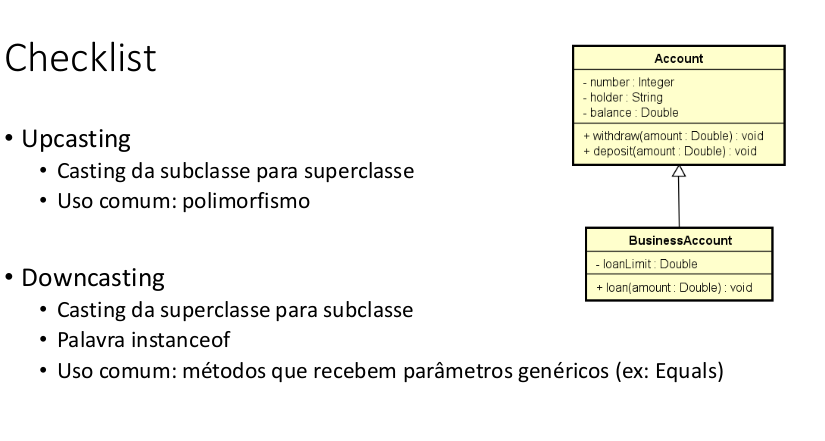 Checklist
• Upcasting
• Casting da subclasse para superclasse
• Uso comum: polimorfismo
• Downcasting
• Casting da superclasse para subclasse
• Palavra instanceof
• Uso comum: métodos que recebem parâmetros genéricos (ex: Equals)
Account
- number : Integer
- holder : String
- balance : Double
+ withdraw(amount : Double) : void
+ deposit(amount : Double) : void
BusinessAccount
- loanLimit : Double
+ loan(amount : Double) : void